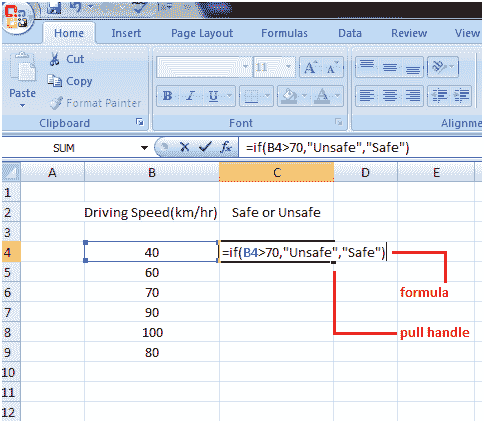 Home Insert Page Layout Formulas Data Review View
Cut
Copy
Paste
Format Painter
11 A A
B I U A
Clipboard Font Alignme
SUM fx =if(B4>70,"Unsafe","Safe")
A B C D E
1
2 Driving Speed(km/hr) Safe or Unsafe
3
4 40 =if(B4>70,"Unsafe","Safe")
5 60
6 70 formula
7 90
8 100 pull handle
9 80
10
11
12